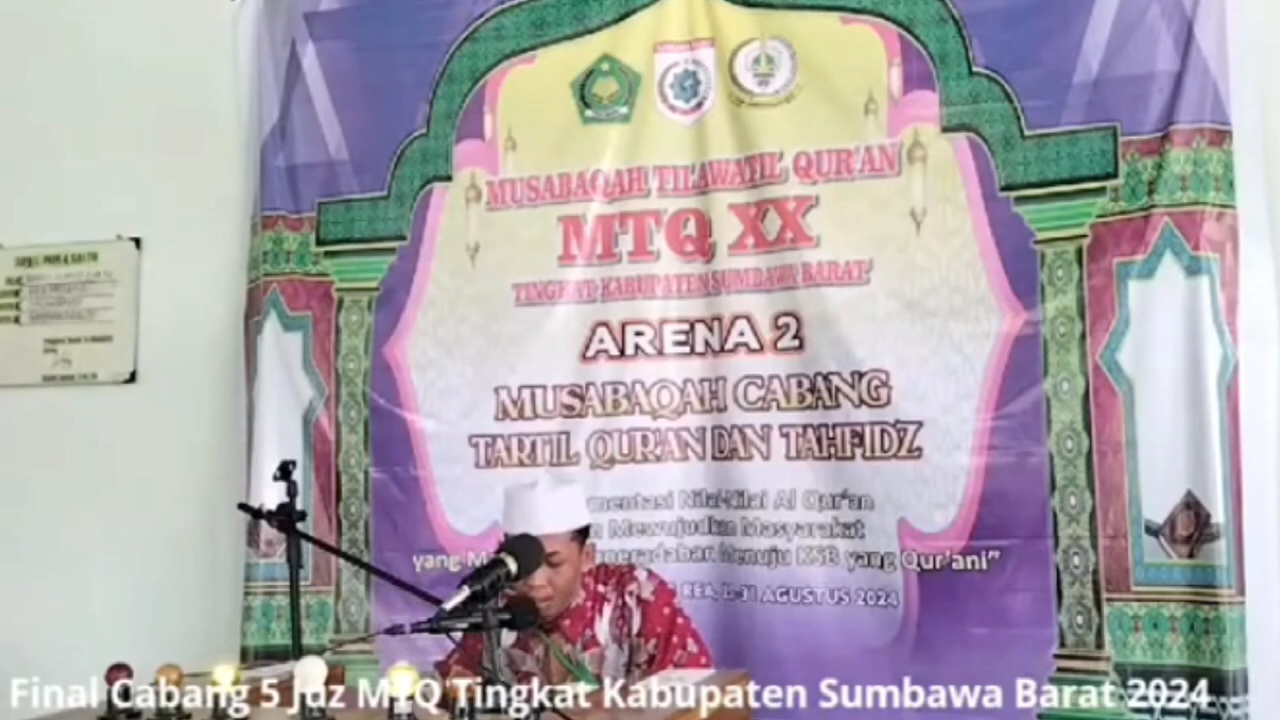 MUSABAQAH TILAWATIL QUR'AN
MTQ XX
TINGKAT KABUPATEN SUMBAWA BARAT
ARENA 2
MUSABAQAH CABANG
TARTIL QUR'AN DAN TAHFIDZ
mentasi Nilai-Nilai Al Qur'an
Mewujudkan Masyarakat
yang Menuju KSB yang Qur'ani"
REA, AGUSTUS 2024
Final Cabang 5 Juz MTQ Tingkat Kabupaten Sumbawa Barat 2024